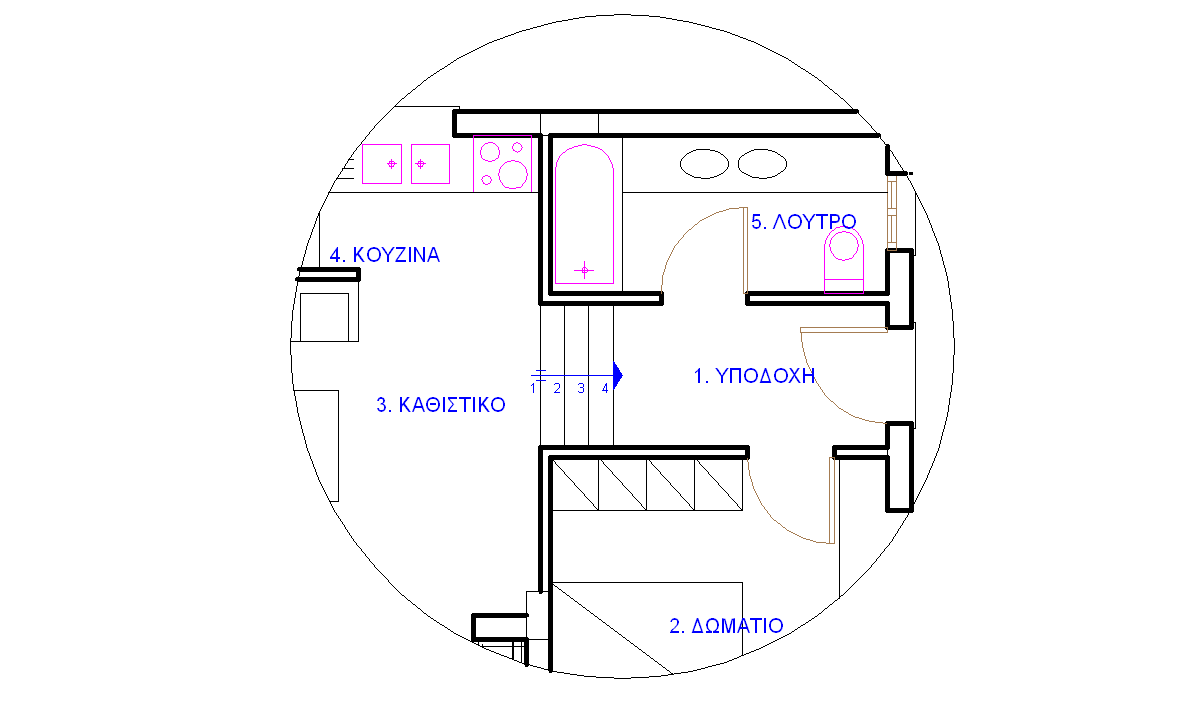 5. ΛΟΥΤΡΟ
4. ΚΟΥΖΙΝΑ
1. ΥΠΟΔΟΧΗ
1 2 3 4
3. ΚΑΘΙΣΤΙΚΟ
2. ΔΩΜΑΤΙΟ